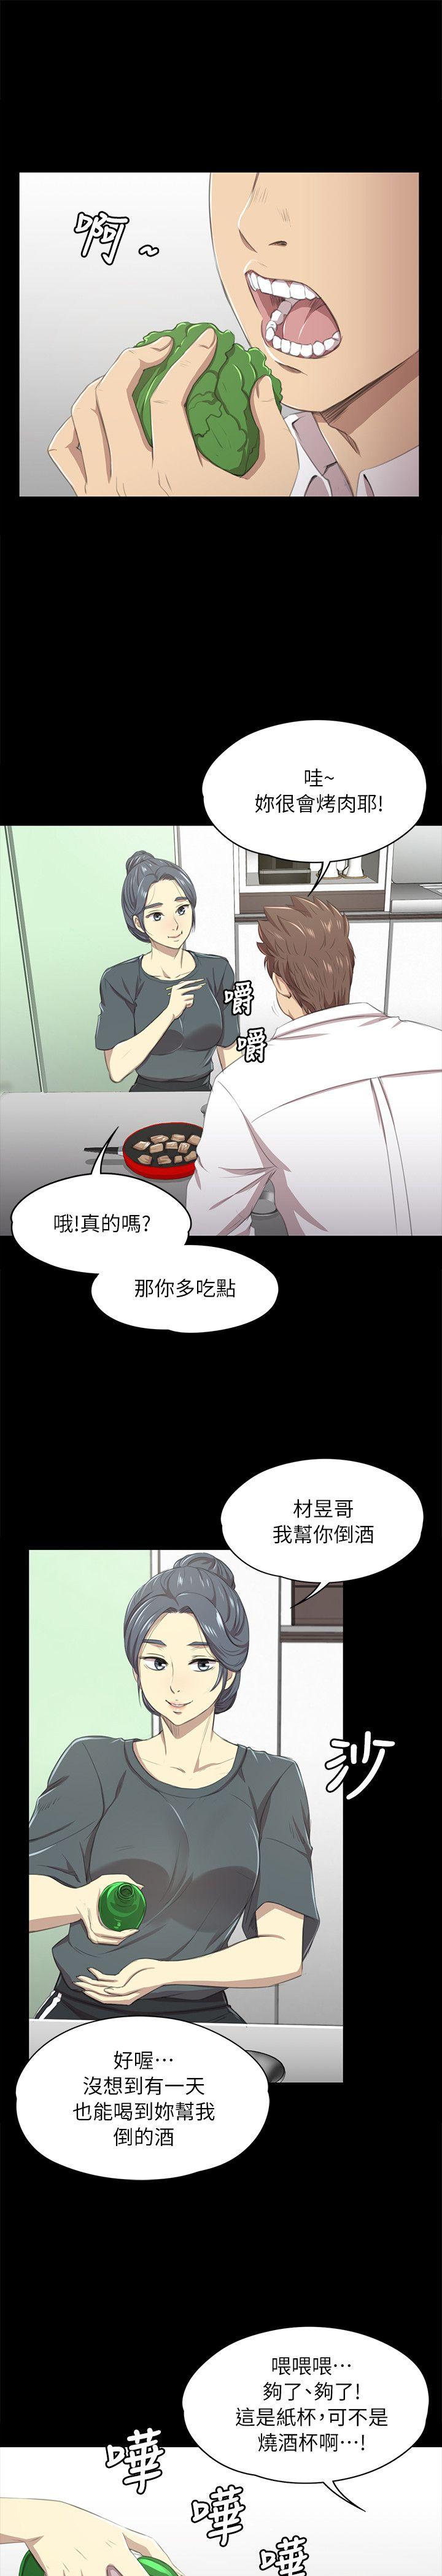 啊~
哇~
妳很會烤肉耶!
嚼
嚼
哦!真的嗎?
那你多吃點
材昱哥
我幫你倒酒
沙
好喔…
沒想到有一天
也能喝到妳幫我
倒的酒
喂喂喂…
夠了、夠了!
這是紙杯,可不是
燒酒杯啊…!
嘩
嘩
嘩